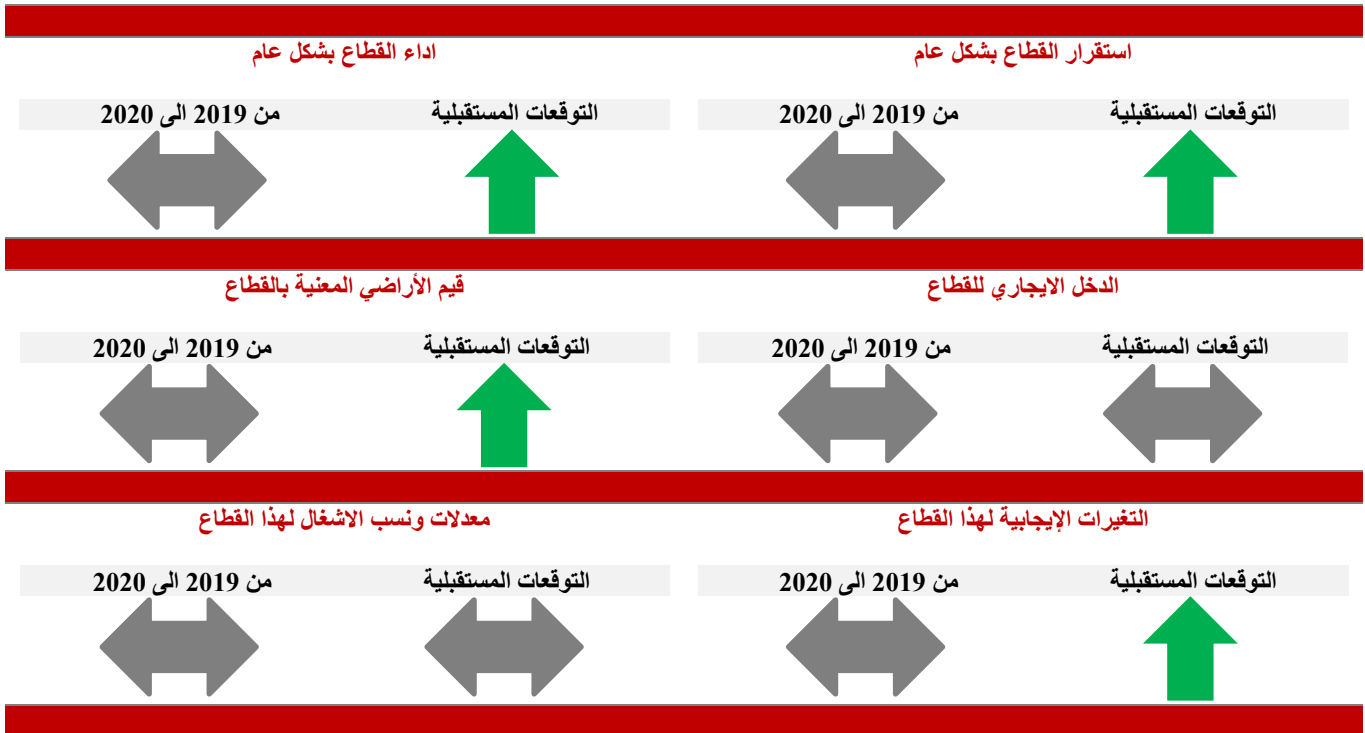 استقرار القطاع بشكل عام
التوقعات المستقبلية
من 2019 الى 2020
اداء القطاع بشكل عام
التوقعات المستقبلية
من 2019 الى 2020
الدخل الايجاري للقطاع
التوقعات المستقبلية
من 2019 الى 2020
قيم الأراضي المعنية بالقطاع
التوقعات المستقبلية
من 2019 الى 2020
التغيرات الإيجابية لهذا القطاع
التوقعات المستقبلية
من 2019 الى 2020
معدلات ونسب الاشغال لهذا القطاع
التوقعات المستقبلية
من 2019 الى 2020